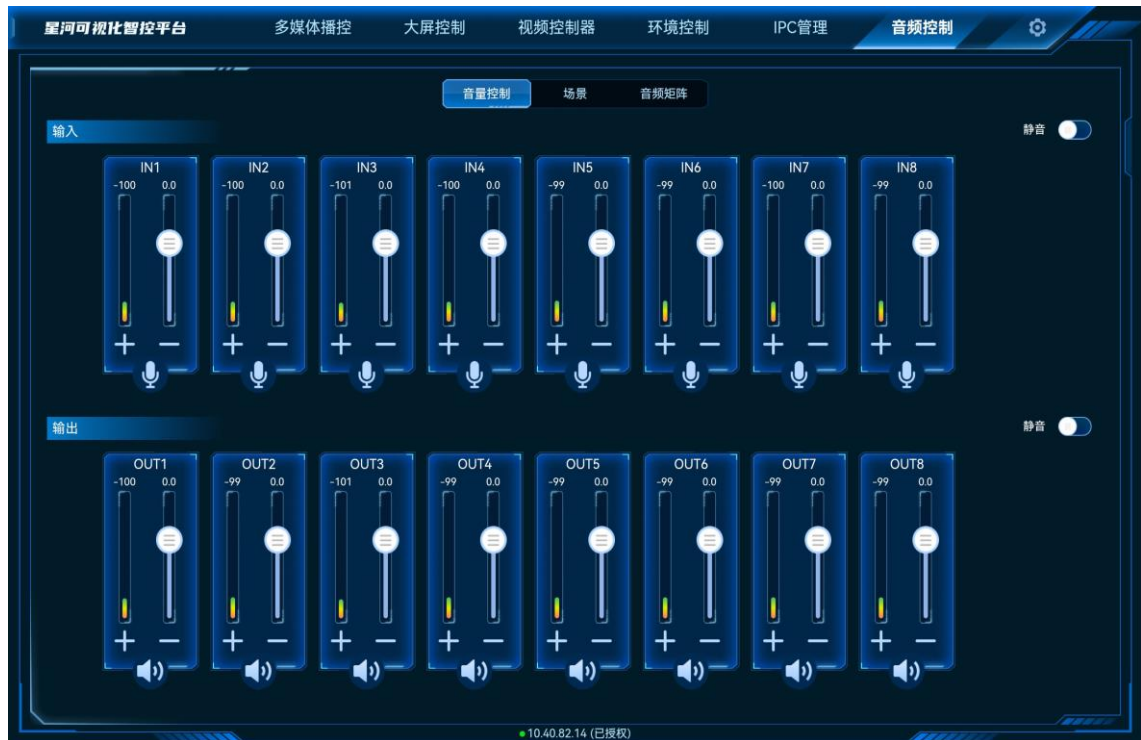 星河可视化智控平台 多媒体播控 大屏控制 视频控制器 环境控制 IPC管理 音频控制
音量控制 场景 音频矩阵
输入 静音
IN1 IN2 IN3 IN4 IN5 IN6 IN7 IN8
-100 0.0 -100 0.0 -101 0.0 -100 0.0 -99 0.0 -99 0.0 -100 0.0 -99 0.0
输出 静音
OUT1 OUT2 OUT3 OUT4 OUT5 OUT6 OUT7 OUT8
-100 0.0 -99 0.0 -101 0.0 -99 0.0 -99 0.0 -99 0.0 -99 0.0 -99 0.0
10.40.82.14 (已授权)